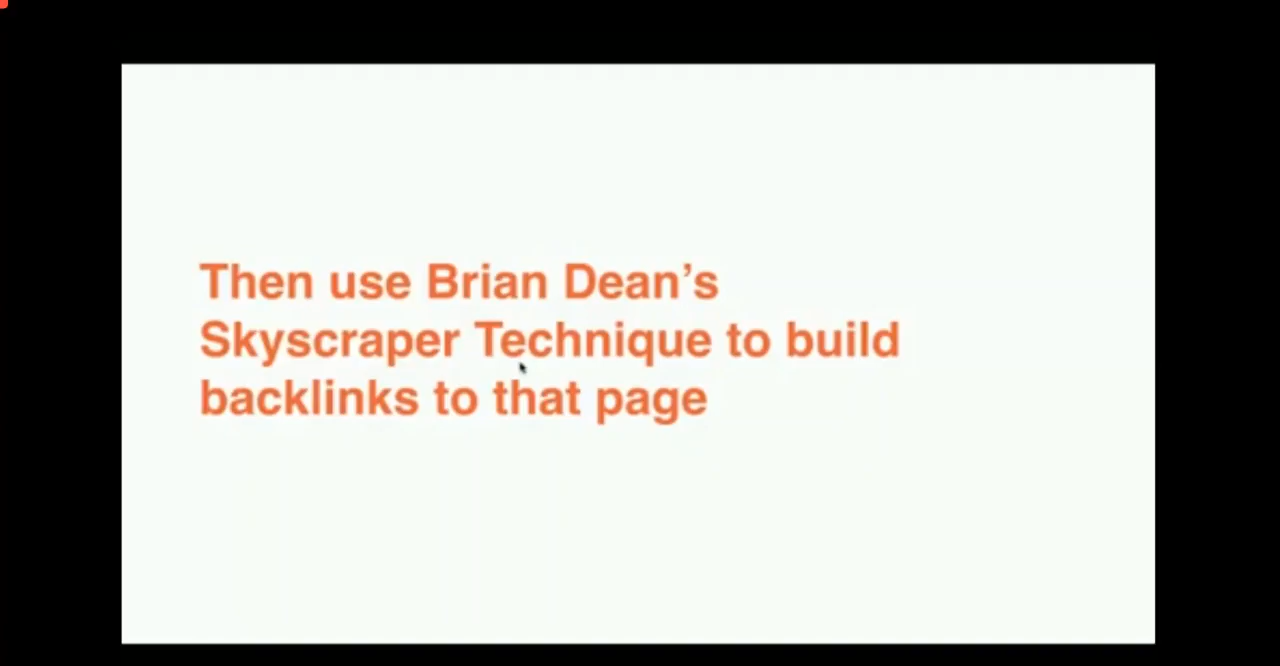 Then use Brian Dean’s
Skyscraper Technique to build
backlinks to that page